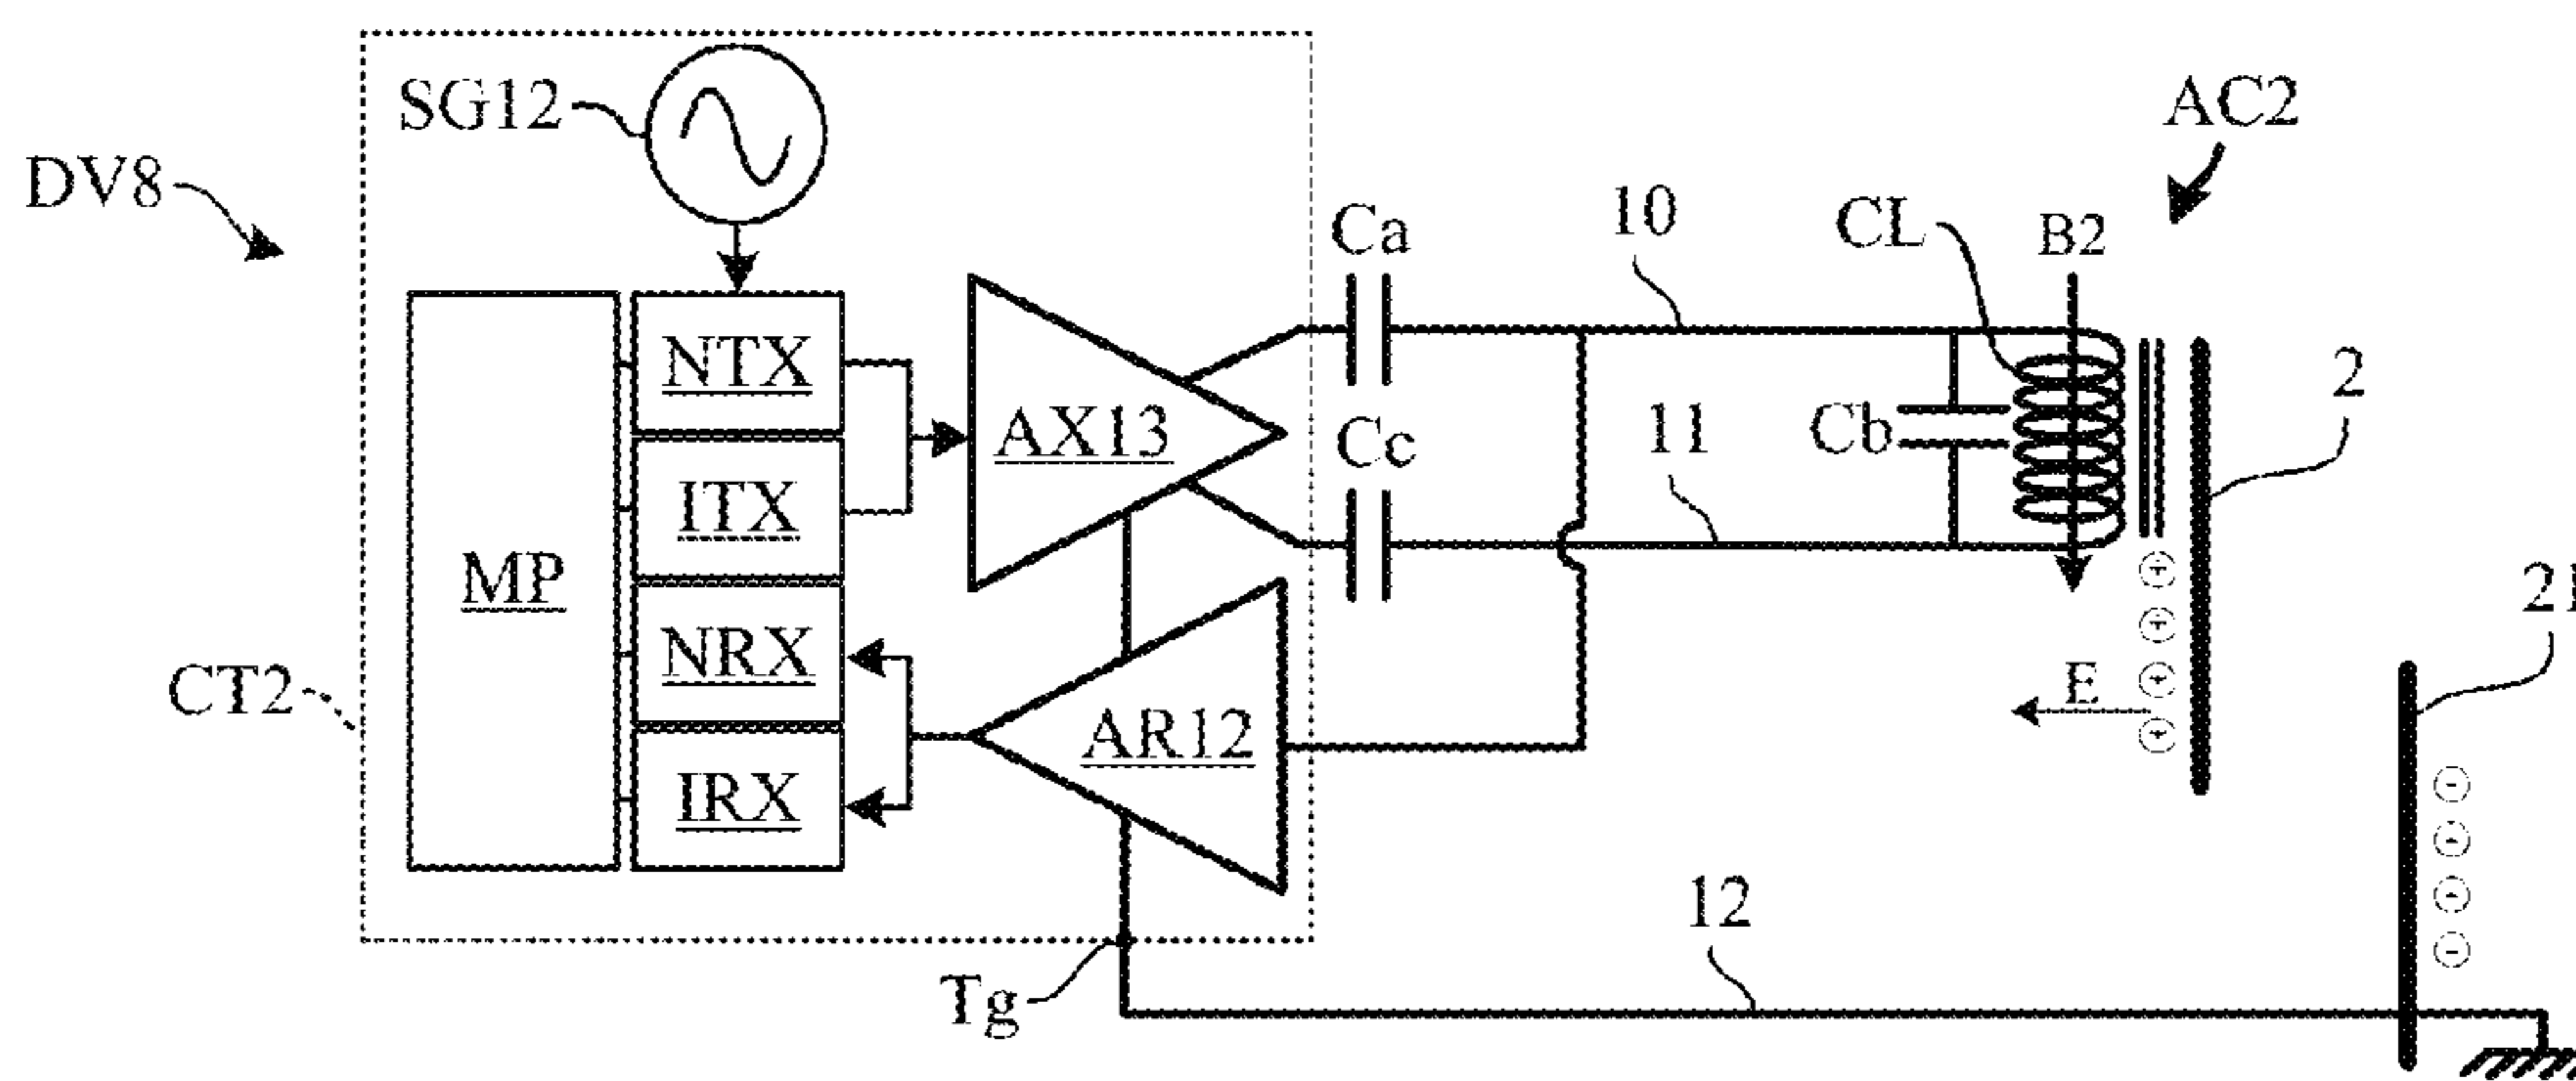 SG12
AC2
DV8
10
Ca
CL
B2
NTX
2
AX13
Cc
11
Cb
ITX
MP
21
NRX
CT2
E
AR12
IRX
12
Tg